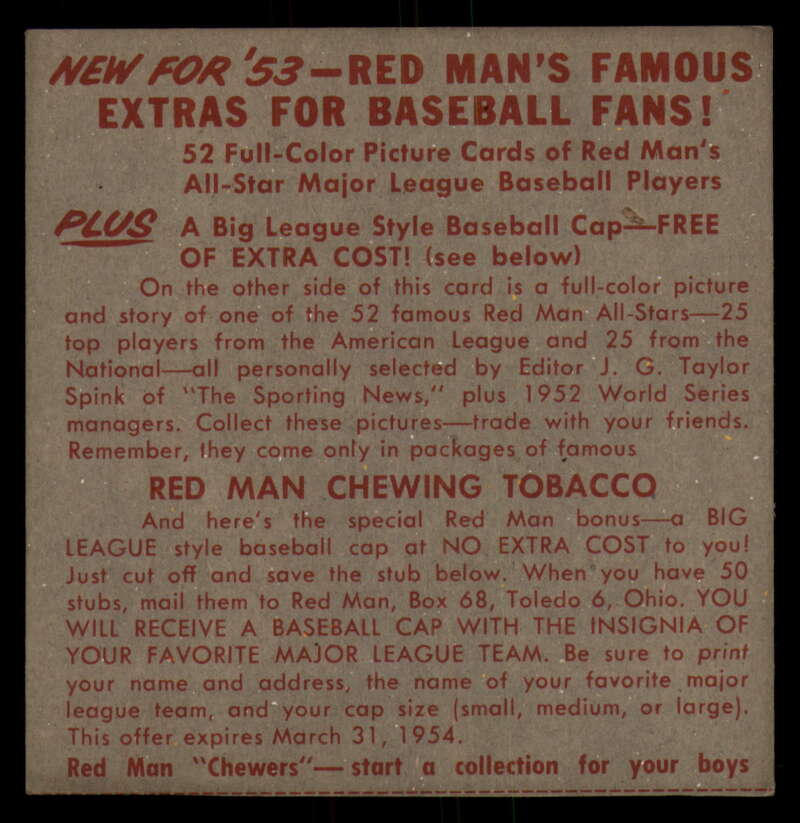 NEW FOR '53—RED MAN'S FAMOUS
EXTRAS FOR BASEBALL FANS!
52 Full-Color Picture Cards of Red Man's
All-Star Major League Baseball Players
PLUS A Big League Style Baseball Cap—FREE
OF EXTRA COST! (see below)
On the other side of this card is a full-color picture
and story of one of the 52 famous Red Man All-Stars—25
top players from the American League and 25 from the
National—all personally selected by Editor J. G. Taylor
Spink of "The Sporting News," plus 1952 World Series
managers. Collect these pictures—trade with your friends.
Remember, they come only in packages of famous
RED MAN CHEWING TOBACCO
And here's the special Red Man bonus—a BIG
LEAGUE style baseball cap at NO EXTRA COST to you!
Just cut off and save the stub below. When you have 50
stubs, mail them to Red Man, Box 68, Toledo 6, Ohio. YOU
WILL RECEIVE A BASEBALL CAP WITH THE INSIGNIA OF
YOUR FAVORITE MAJOR LEAGUE TEAM. Be sure to print
your name and address, the name of your favorite major
league team, and your cap size (small, medium, or large).
This offer expires March 31, 1954.
Red Man "Chewers"—start a collection for your boys